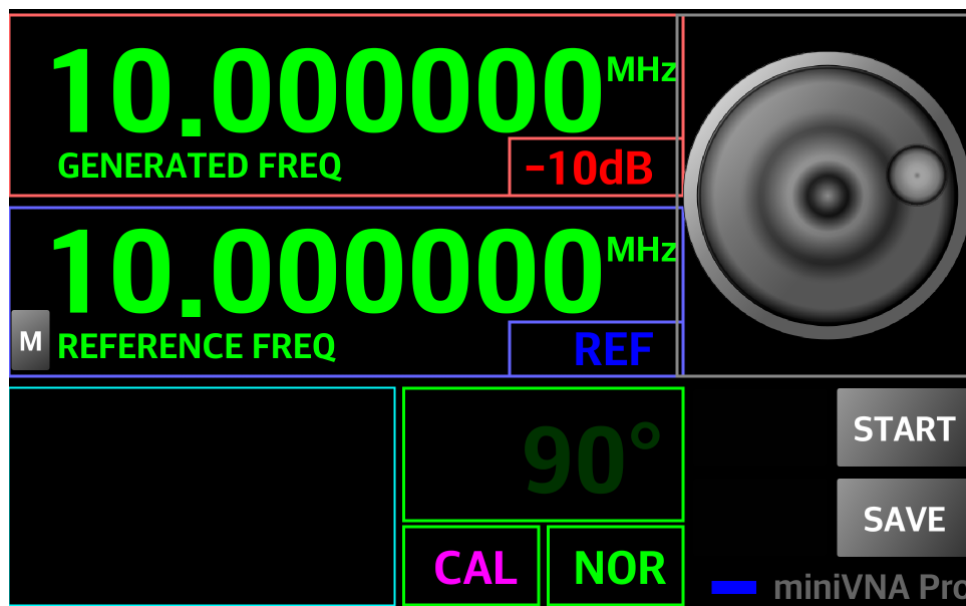 10.000000 MHz
GENERATED FREQ -10dB
10.000000 MHz
M REFERENCE FREQ REF
90°
START
SAVE
CAL NOR
miniVNA Pro